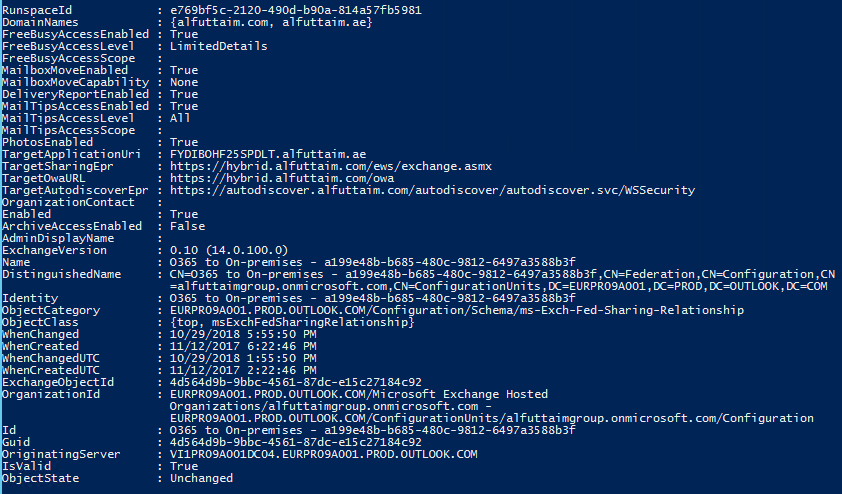 RunspaceId : e769bf5c-2120-490d-b90a-814a57fb5981
DomainNames : {alfuttaim.com, alfuttaim.ae}
FreeBusyAccessEnabled : True
FreeBusyAccessLevel : LimitedDetails
FreeBusyAccessScope :
MailboxMoveEnabled : True
MailboxMoveCapability : None
DeliveryReportEnabled : True
MailTipsAccessEnabled : True
MailTipsAccessLevel : All
MailTipsAccessScope :
PhotosEnabled : True
TargetApplicationUri : FYDIBOHF25SPDLT.alfuttaim.ae
TargetSharingEpr : https://hybrid.alfuttaim.com/ews/exchange.asmx
TargetOwaURL : https://hybrid.alfuttaim.com/owa
TargetAutodiscoverEpr : https://autodiscover.alfuttaim.com/autodiscover/autodiscover.svc/WSSecurity
OrganizationContact :
Enabled : True
ArchiveAccessEnabled : False
AdminDisplayName :
ExchangeVersion : 0.10 (14.0.100.0)
Name : O365 to On-premises - a199e48b-b685-480c-9812-6497a3588b3f
DistinguishedName : CN=O365 to On-premises - a199e48b-b685-480c-9812-6497a3588b3f,CN=Federation,CN=Configuration,CN
=alfuttaimgroup.onmicrosoft.com,CN=ConfigurationUnits,DC=EURPR09A001,DC=PROD,DC=OUTLOOK,DC=COM
Identity : O365 to On-premises - a199e48b-b685-480c-9812-6497a3588b3f
ObjectCategory : EURPR09A001.PROD.OUTLOOK.COM/Configuration/Schema/ms-Exch-Fed-Sharing-Relationship
ObjectClass : {top, msExchFedSharingRelationship}
WhenChanged : 10/29/2018 5:55:50 PM
WhenCreated : 11/12/2017 6:22:46 PM
WhenChangedUTC : 10/29/2018 1:55:50 PM
WhenCreatedUTC : 11/12/2017 2:22:46 PM
ExchangeObjectId : 4d564d9b-9bbc-4561-87dc-e15c27184c92
OrganizationId : EURPR09A001.PROD.OUTLOOK.COM/Microsoft Exchange Hosted
Organizations/alfuttaimgroup.onmicrosoft.com -
EURPR09A001.PROD.OUTLOOK.COM/ConfigurationUnits/alfuttaimgroup.onmicrosoft.com/Configuration
Id : O365 to On-premises - a199e48b-b685-480c-9812-6497a3588b3f
Guid : 4d564d9b-9bbc-4561-87dc-e15c27184c92
OriginatingServer : VI1PR09A001DC04.EURPR09A001.PROD.OUTLOOK.COM
IsValid : True
ObjectState : Unchanged